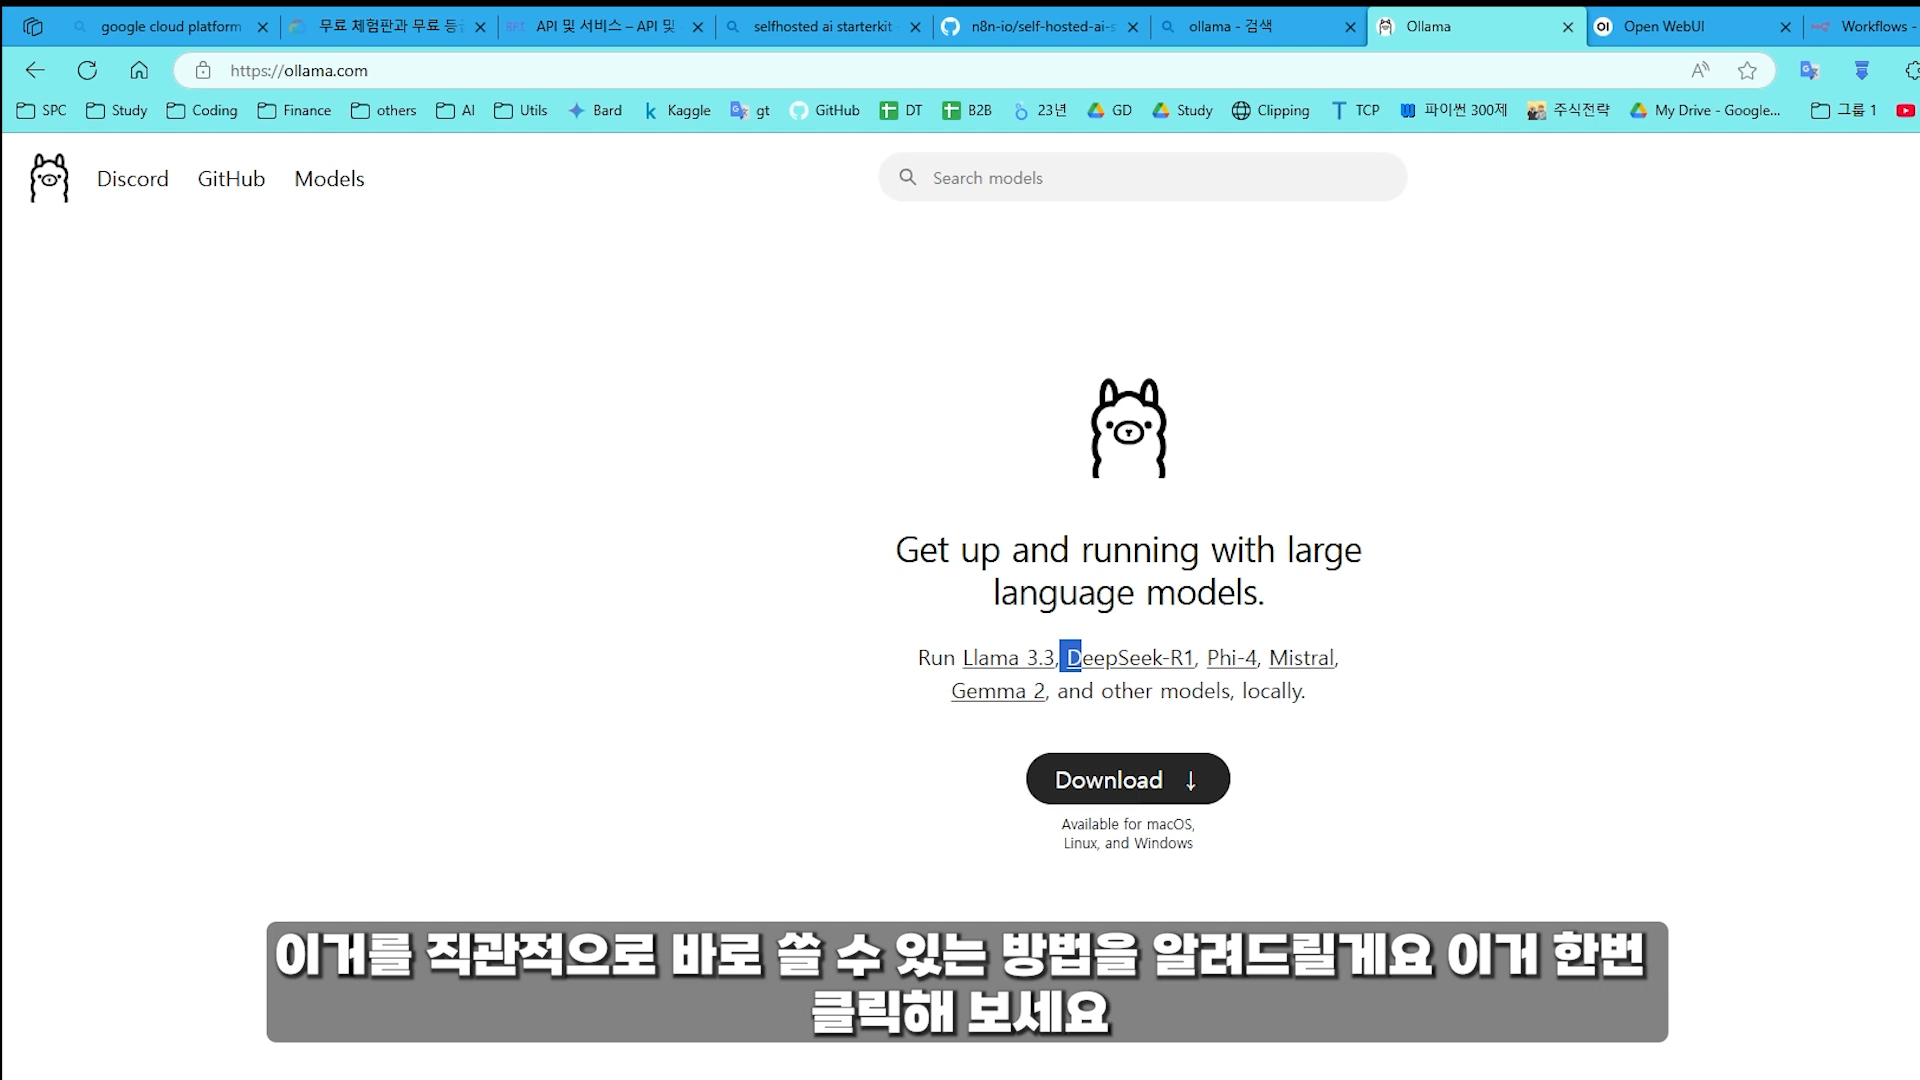 google cloud platform
무료 체험판과 무료 등급
API 및 서비스 – API 및
selfhosted ai starterkit
n8n-io/self-hosted-ai-s
ollama - 검색
Ollama
OI Open WebUI
Workflows -
https://ollama.com
SPC
Study
Coding
Finance
others
AI
Utils
Bard
Kaggle
gt
GitHub
DT
B2B
23년
GD
Study
Clipping
TCP
파이썬 300제
주식전략
My Drive - Google...
그룹 1
Discord
GitHub
Models
Search models
Get up and running with large
language models.
Run Llama 3.3, DeepSeek-R1, Phi-4, Mistral,
Gemma 2, and other models, locally.
Download ↓
Available for macOS,
Linux, and Windows
이거를 직관적으로 바로 쓸 수 있는 방법을 알려드릴게요 이거 한번
클릭해 보세요